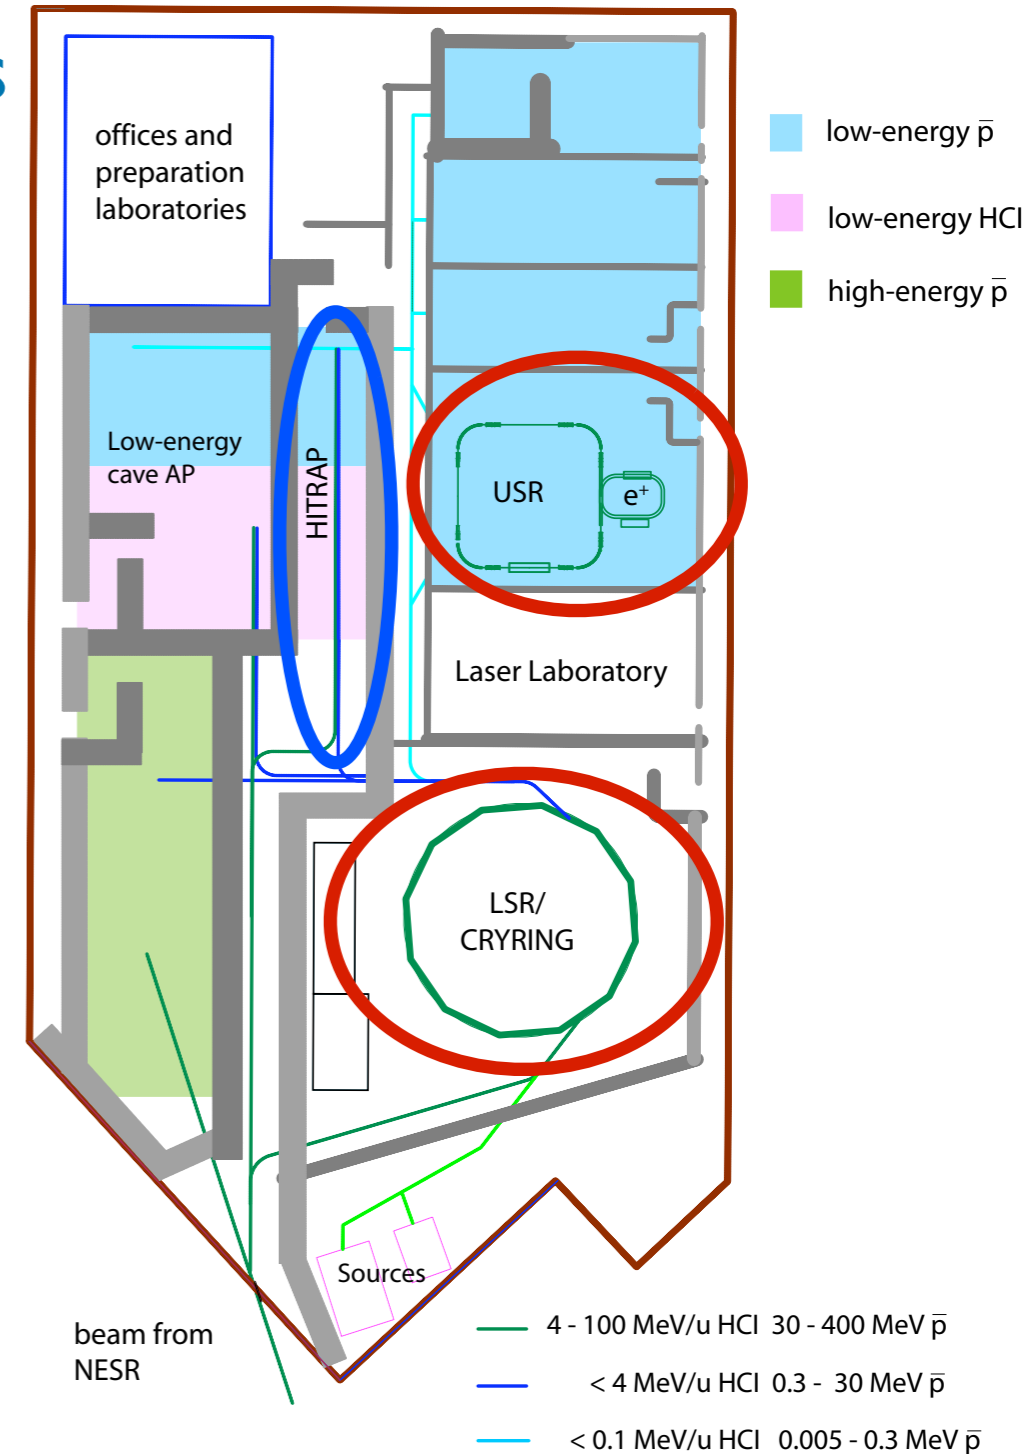 s
offices and
preparation
laboratories
low-energy p̅
low-energy HCI
high-energy p̅
Low-energy
cave AP
HITRAP
USR
e⁺
Laser Laboratory
LSR/
CRYRING
Sources
beam from
NESR
4 - 100 MeV/u HCI 30 - 400 MeV p̅
< 4 MeV/u HCI 0.3 - 30 MeV p̅
< 0.1 MeV/u HCI 0.005 - 0.3 MeV p̅